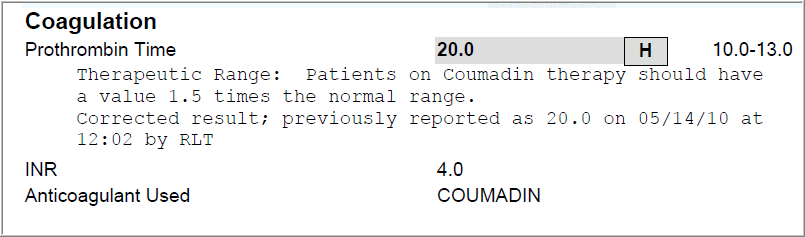 Coagulation
Prothrombin Time 20.0 H 10.0-13.0
Therapeutic Range:  Patients on Coumadin therapy should have
a value 1.5 times the normal range.
Corrected result; previously reported as 20.0 on 05/14/10 at
12:02 by RLT
INR 4.0
Anticoagulant Used COUMADIN